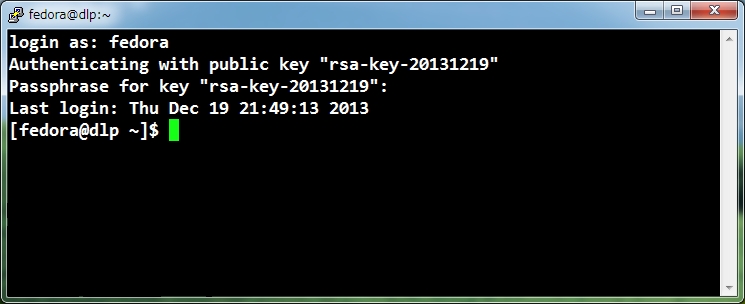 fedora@dlp:~
login as: fedora
Authenticating with public key "rsa-key-20131219"
Passphrase for key "rsa-key-20131219":
Last login: Thu Dec 19 21:49:13 2013
[fedora@dlp ~]$